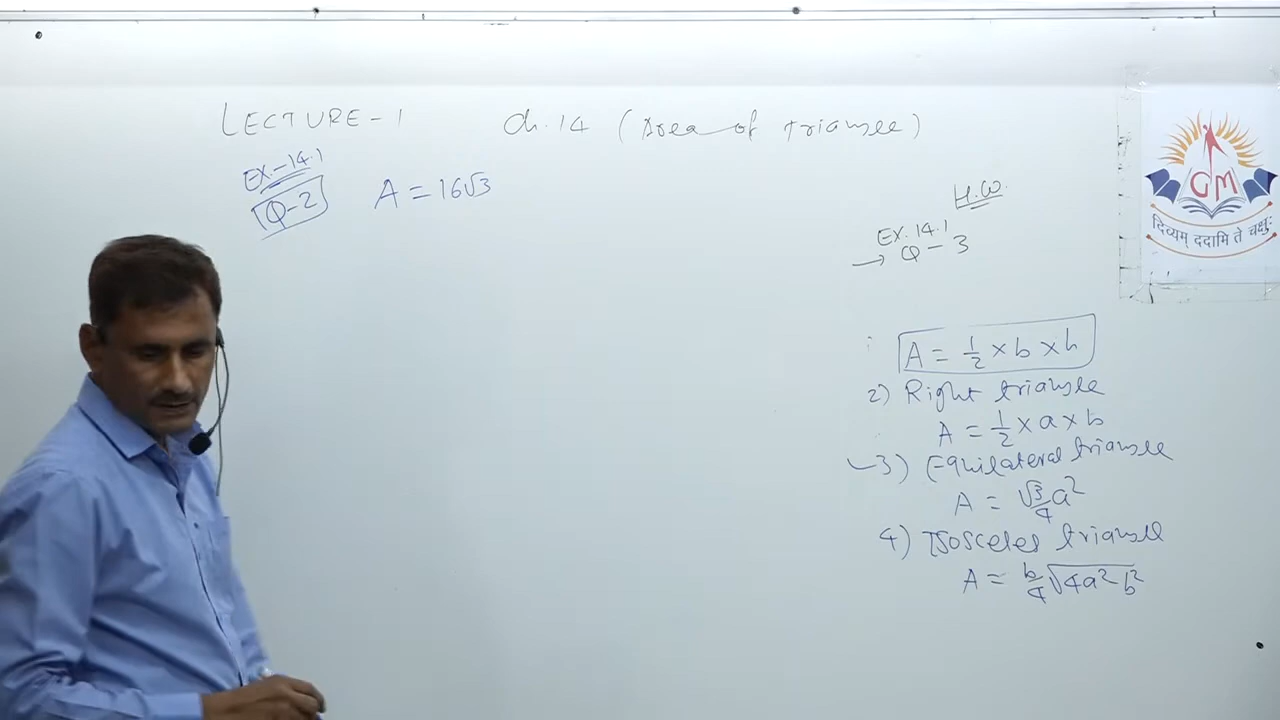 LECTURE-1 Ch.14 (Area of triangle)
Ex-14.1
Q-2 A = 16√3
H.W.
Ex.14.1
→ Q-3
A = 1/2 × b × h
2) Right triangle
A = 1/2 × a × b
3) Equilateral triangle
A = √3/4 a²
4) Isosceles triangle
A = b/4 √4a² b²
GM
दिव्यम् ददामि ते चक्षुः